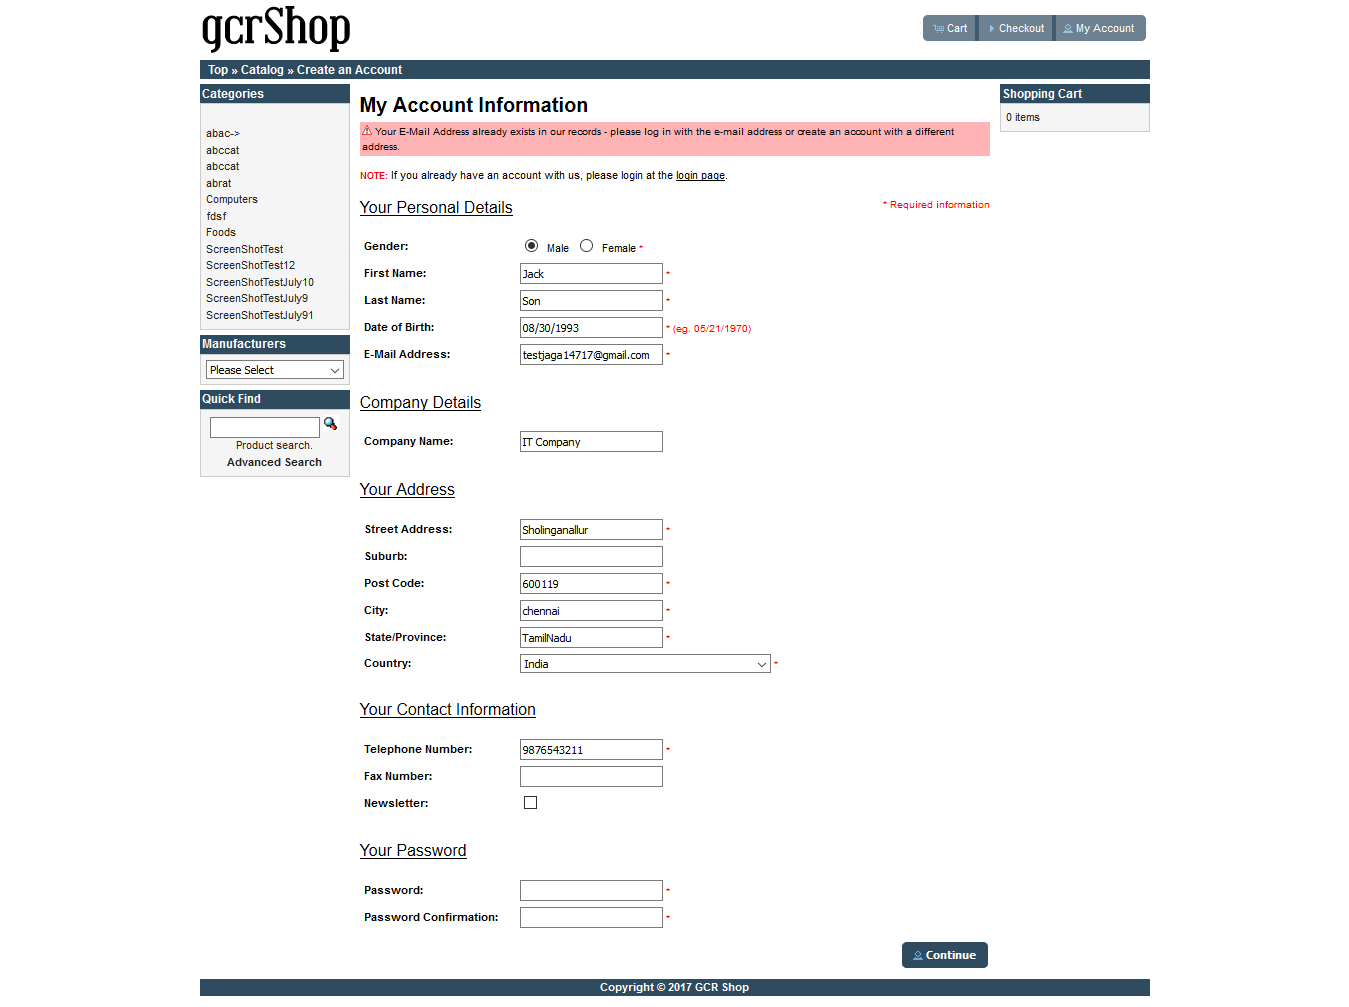 gcrShop
Cart
Checkout
My Account
Top » Catalog » Create an Account
Categories
abac->
abccat
abccat
abrat
Computers
fdsf
Foods
ScreenShotTest
ScreenShotTest12
ScreenShotTestJuly10
ScreenShotTestJuly9
ScreenShotTestJuly91
Manufacturers
Please Select
Quick Find
Product search.
Advanced Search
My Account Information
Your E-Mail Address already exists in our records - please log in with the e-mail address or create an account with a different
address.
NOTE: If you already have an account with us, please login at the login page.
Your Personal Details
* Required information
Gender: Male Female *
First Name: Jack *
Last Name: Son *
Date of Birth: 08/30/1993 * (eg. 05/21/1970)
E-Mail Address: testjaga14717@gmail.com *
Company Details
Company Name: IT Company
Your Address
Street Address: Sholinganallur *
Suburb:
Post Code: 600119 *
City: chennai *
State/Province: TamilNadu *
Country: India *
Your Contact Information
Telephone Number: 9876543211 *
Fax Number:
Newsletter:
Your Password
Password: *
Password Confirmation: *
Continue
Shopping Cart
0 items
Copyright © 2017 GCR Shop